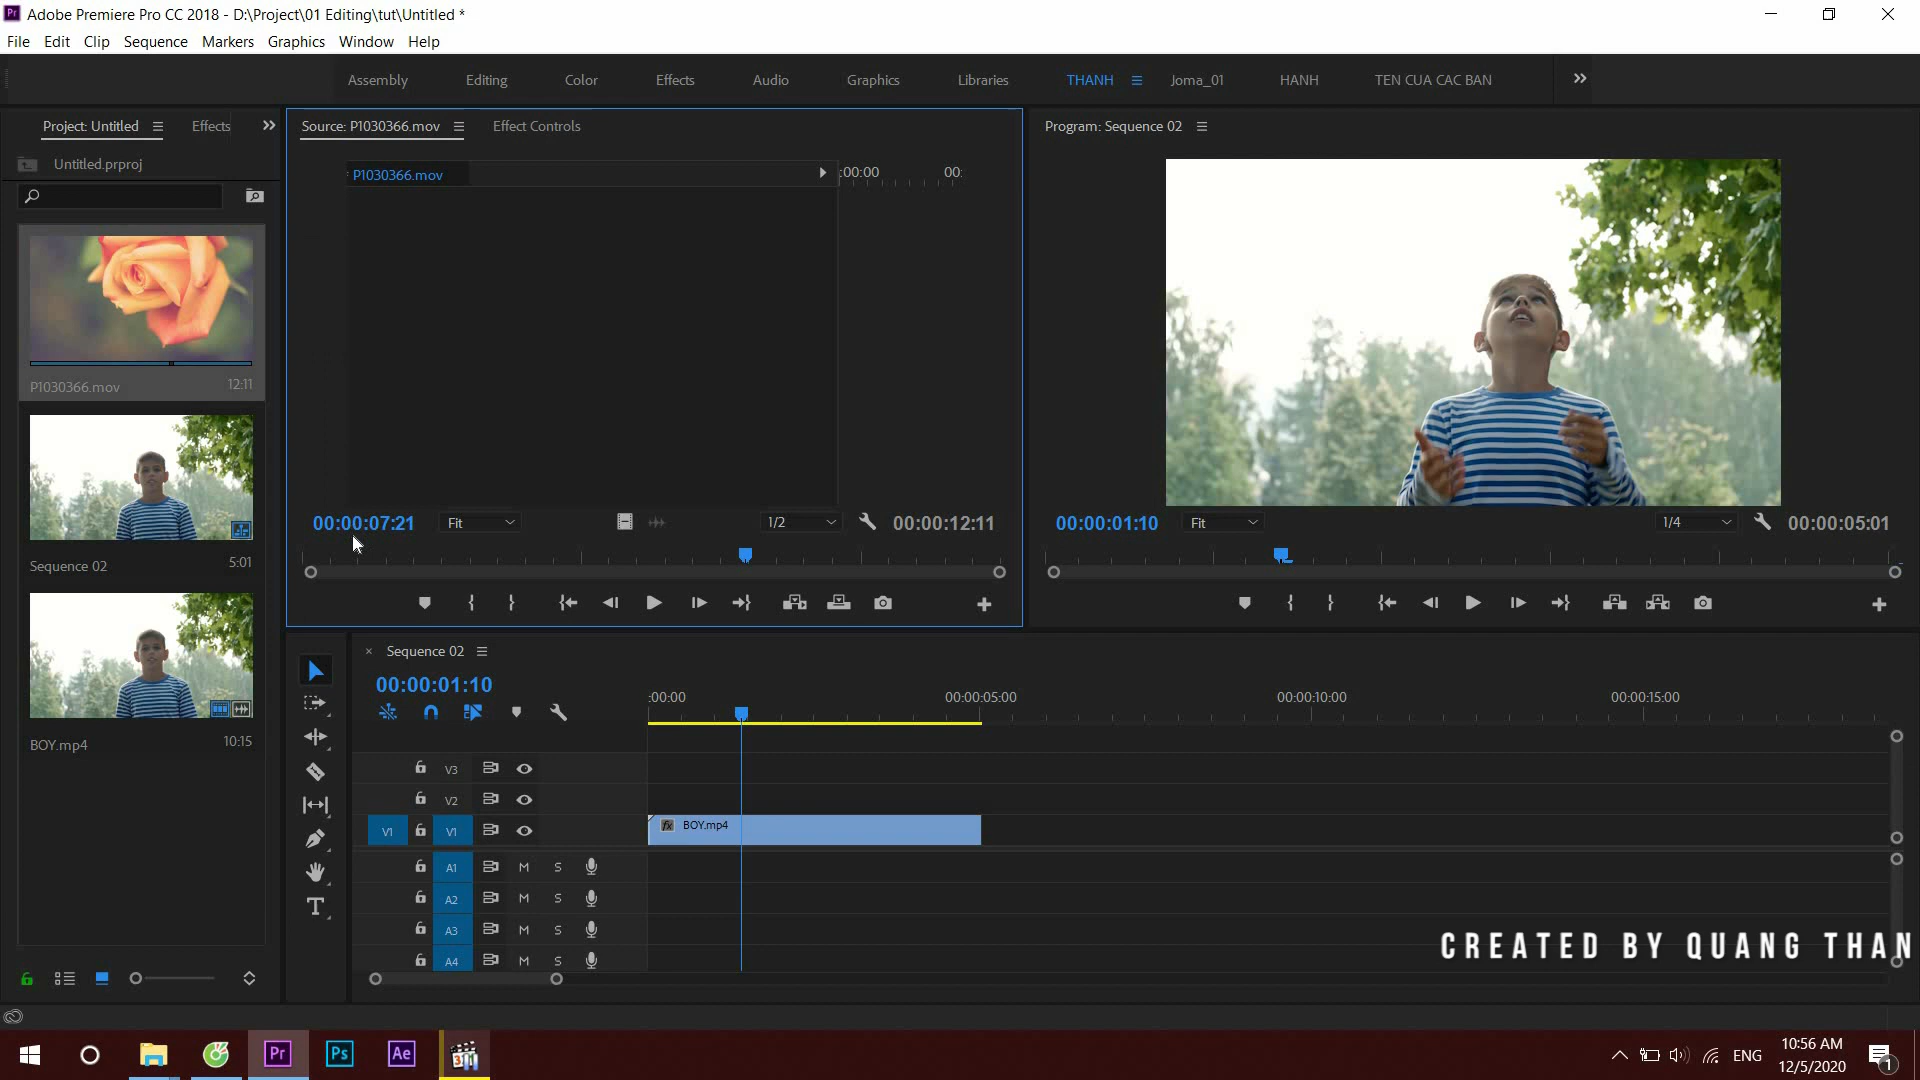 Adobe Premiere Pro CC 2018 - D:\Project\01 Editing\tut\Untitled *
File Edit Clip Sequence Markers Graphics Window Help
Assembly Editing Color Effects Audio Graphics Libraries THANH Joma_01 HANH TEN CUA CAC BAN
Project: Untitled Effects
Source: P1030366.mov Effect Controls
Program: Sequence 02
Untitled.prproj
P1030366.mov :00:00 00:
P1030366.mov 12:11
Sequence 02 5:01
BOY.mp4 10:15
00:00:07:21 Fit 1/2 00:00:12:11
00:00:01:10 Fit 1/4 00:00:05:01
× Sequence 02
00:00:01:10
:00:00 00:00:05:00 00:00:10:00 00:00:15:00
V3
V2
V1 V1 fx BOY.mp4
A1 M S
A2 M S
A3 M S
A4 M S
CREATED BY QUANG THAN
Pr Ps Ae
ENG
10:56 AM
12/5/2020
1